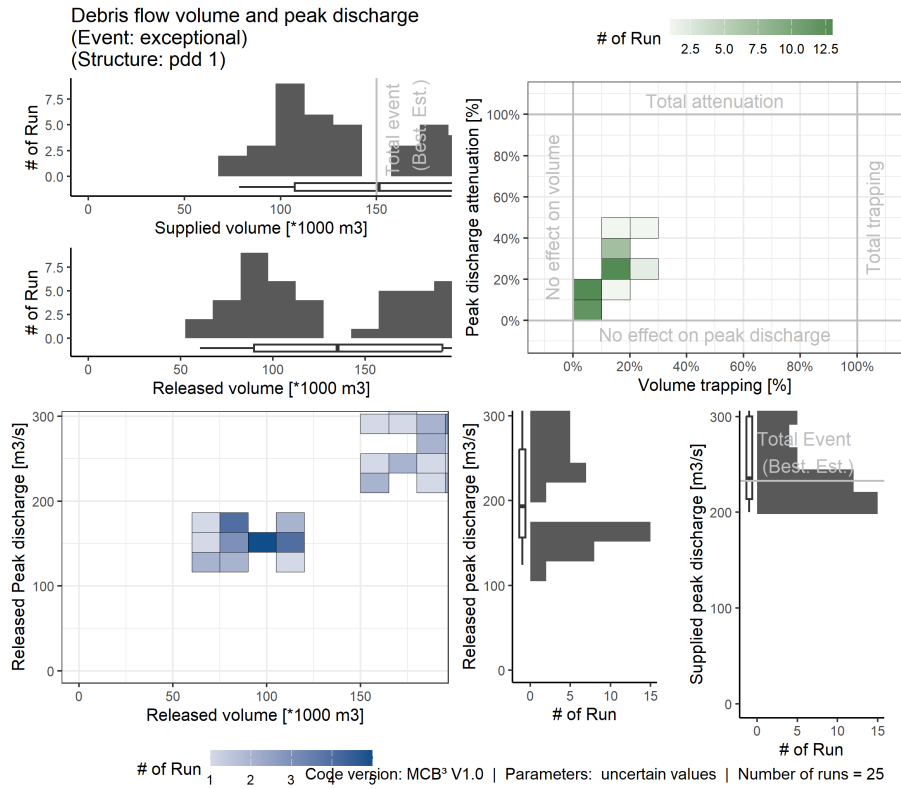 Debris flow volume and peak discharge
(Event: exceptional)
(Structure: pdd 1)
# of Run
2.5 5.0 7.5 10.0 12.5
# of Run
7.5
5.0
2.5
0.0
Total event
(Best. Est.)
0 50 100 150
Supplied volume [*1000 m3]
# of Run
7.5
5.0
2.5
0.0
0 50 100 150
Released volume [*1000 m3]
Peak discharge attenuation [%]
100%
80%
60%
40%
20%
0%
Total attenuation
No effect on volume
Total trapping
No effect on peak discharge
0% 20% 40% 60% 80% 100%
Volume trapping [%]
Released Peak discharge [m3/s]
300
200
100
0
0 50 100 150
Released volume [*1000 m3]
Released peak discharge [m3/s]
300
200
100
0
0 5 10 15
# of Run
Supplied peak discharge [m3/s]
300
200
100
0
Total Event
(Best. Est.)
0 5 10 15
# of Run
# of Run
1 2 3 4 5
Code version: MCB³ V1.0 | Parameters: uncertain values | Number of runs = 25